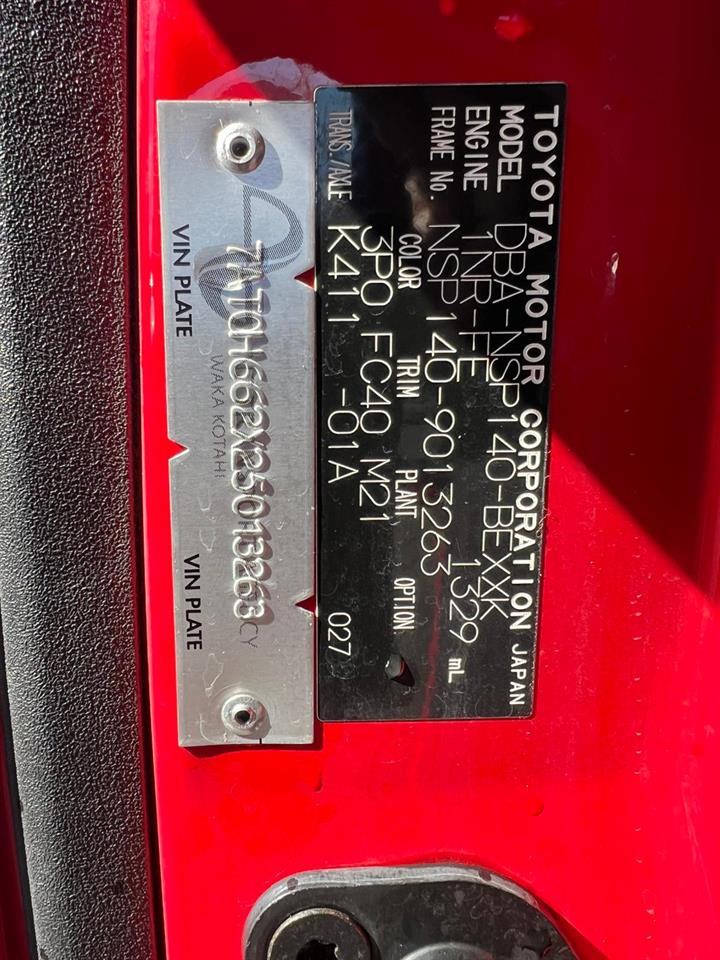 TOYOTA MOTOR CORPORATION JAPAN
MODEL DBA-NSP140-BEXXK
ENGINE 1NR-FE 1329 mL
FRAME No. NSP140-9013263
COLOR TRIM PLANT OPTION
3P0 FC40 M21
TRANS./AXLE K411 -01A 027
VIN PLATE VIN PLATE
7AT0H662X25013263
WAKA KOTAHI
CY